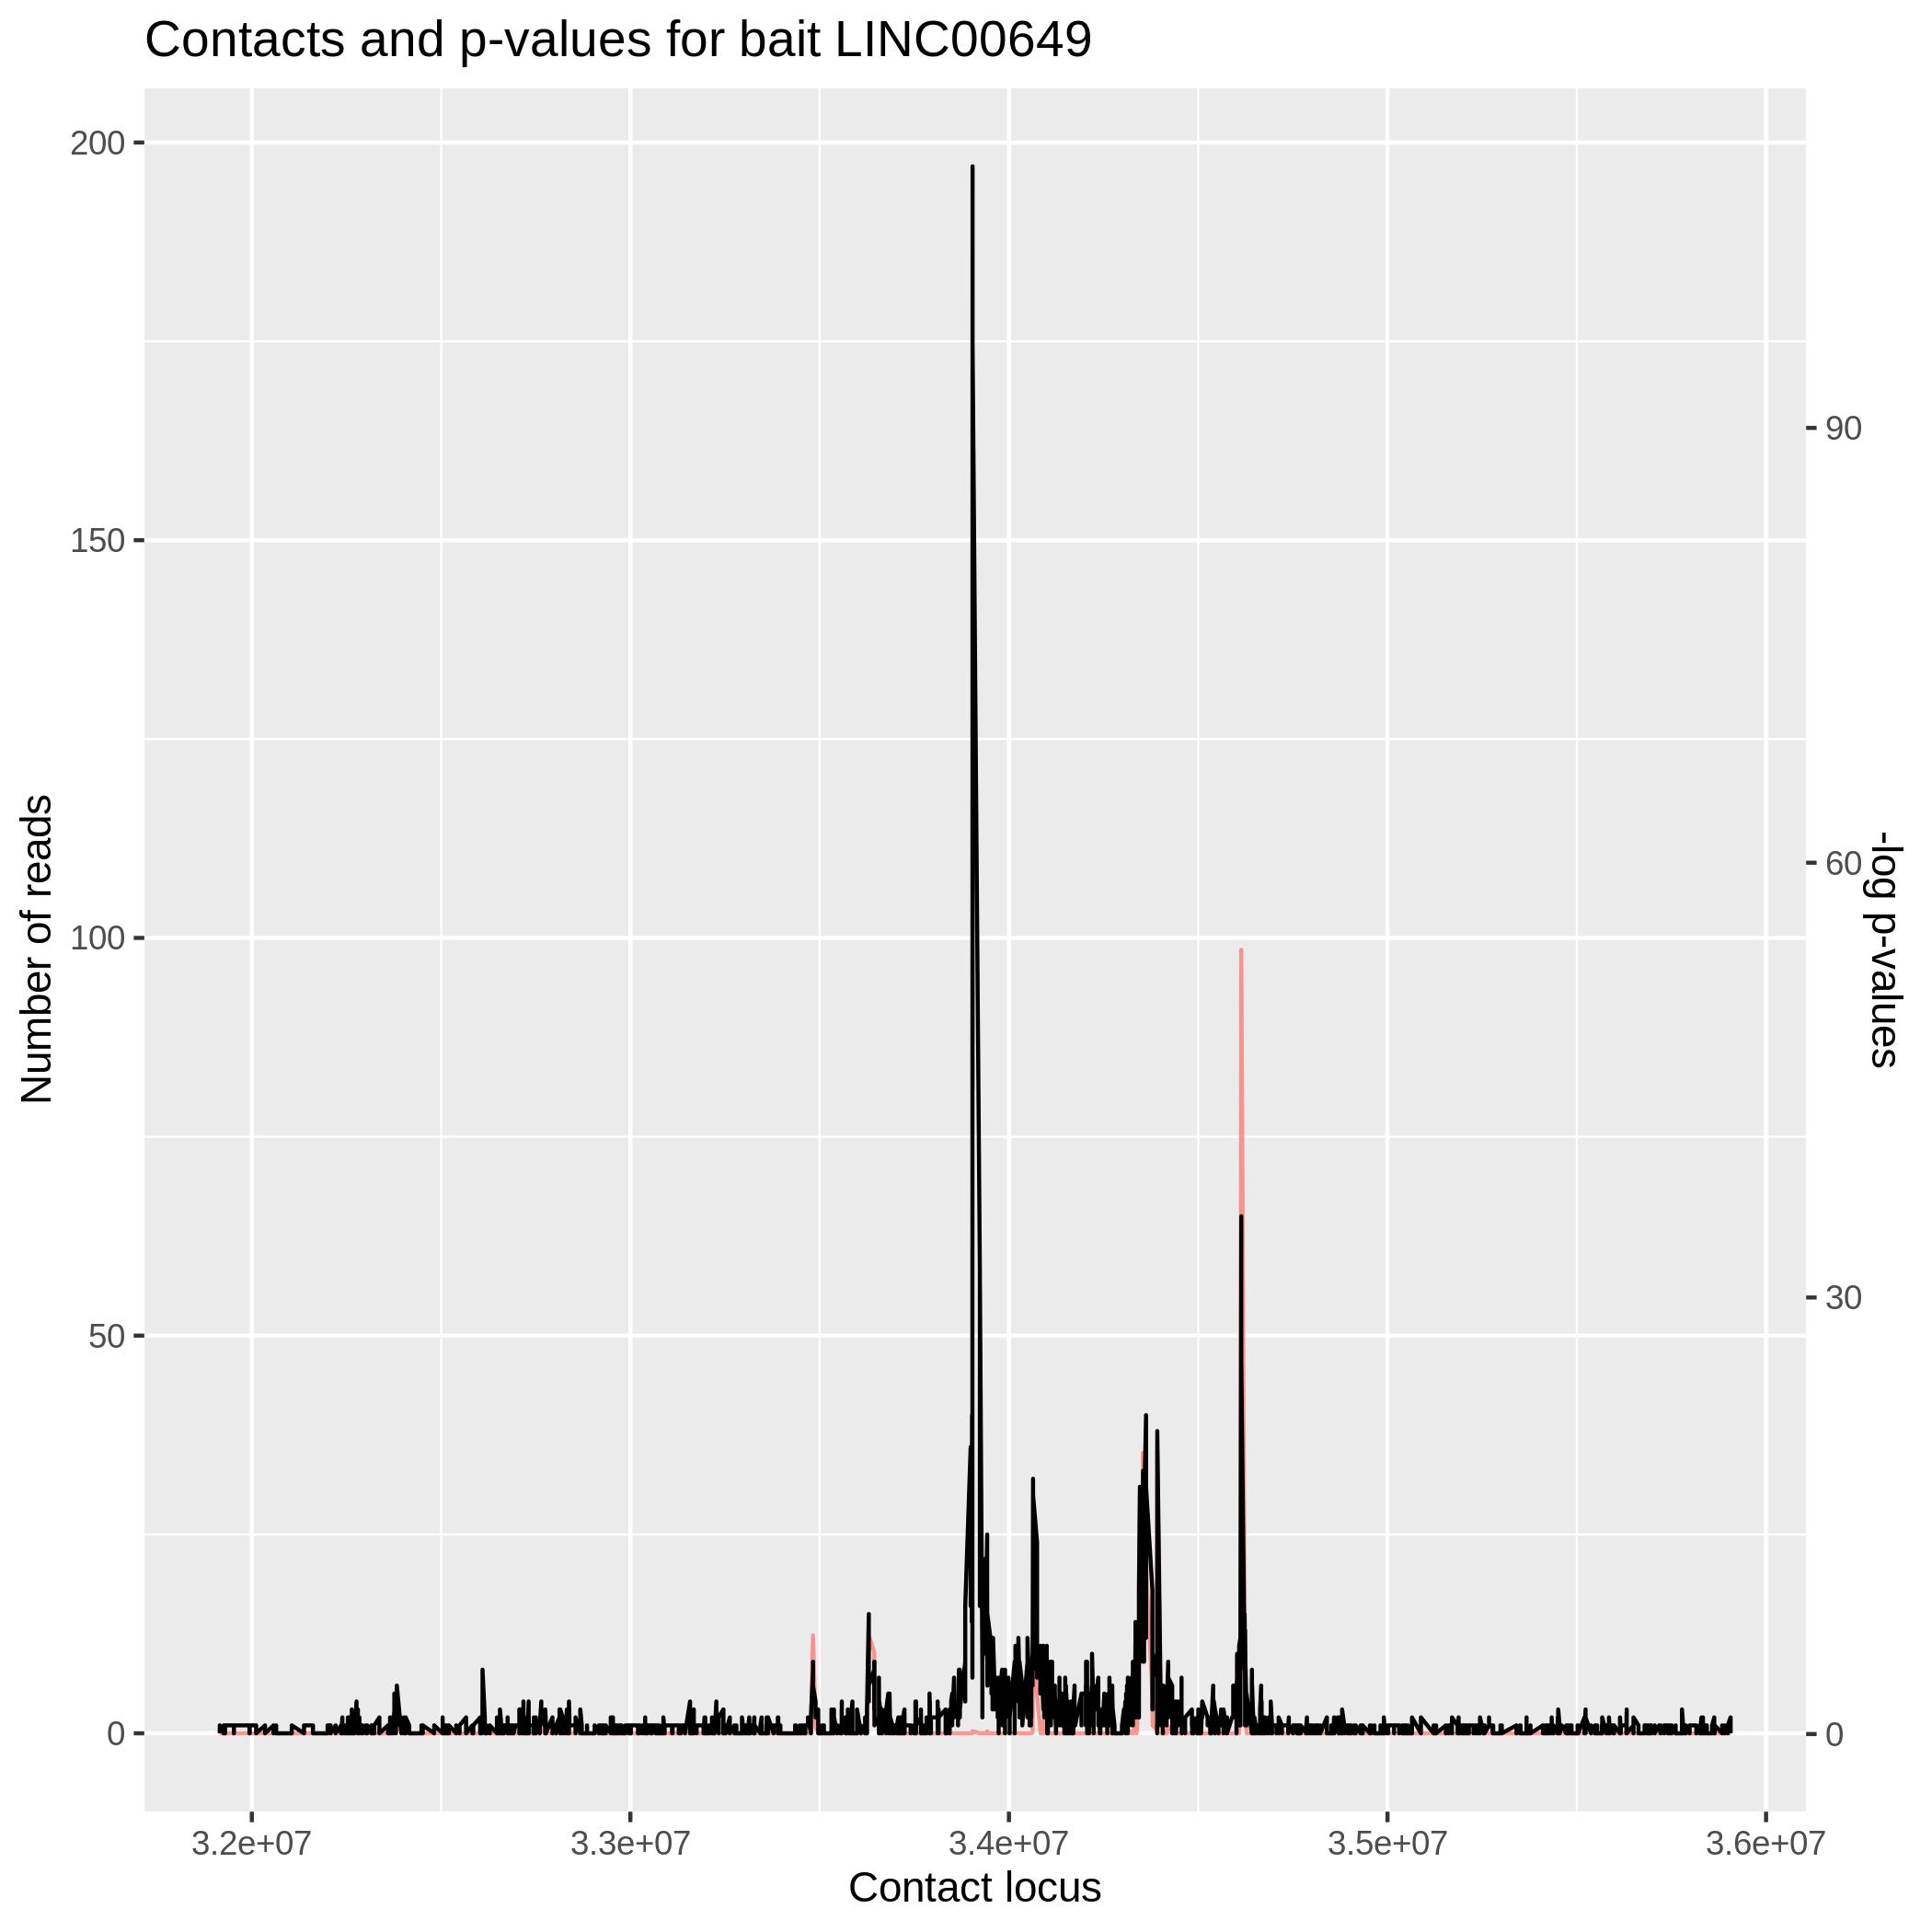 Contacts and p-values for bait LINC00649
200
150
100
50
0
90
60
30
0
Number of reads
-log p-values
3.2e+07 3.3e+07 3.4e+07 3.5e+07 3.6e+07
Contact locus